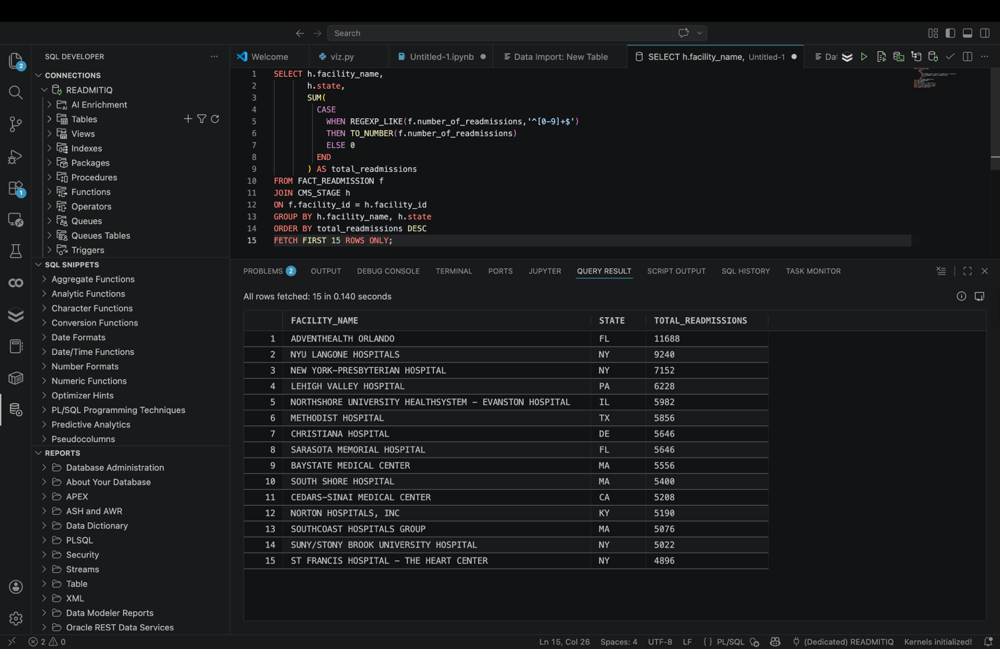 Search
SQL DEVELOPER
Welcome
viz.py
Untitled-1.ipynb
Data Import: New Table
SELECT h.facility_name, Untitled-1
Dat
2
CONNECTIONS
READMITIQ
AI Enrichment
Tables
Views
Indexes
Packages
Procedures
Functions
1
Operators
Queues
Queues Tables
Triggers
SQL SNIPPETS
Aggregate Functions
Analytic Functions
Character Functions
Conversion Functions
Date Formats
Date/Time Functions
Number Formats
Numeric Functions
Optimizer Hints
PL/SQL Programming Techniques
Predictive Analytics
Pseudocolumns
REPORTS
Database Administration
About Your Database
APEX
ASH and AWR
Data Dictionary
PLSQL
Security
Streams
Table
XML
Data Modeler Reports
Oracle REST Data Services
1 SELECT h.facility_name,
2 h.state,
3 SUM(
4 CASE
5 WHEN REGEXP_LIKE(f.number_of_readmissions,'^[0-9]+$')
6 THEN TO_NUMBER(f.number_of_readmissions)
7 ELSE 0
8 END
9 ) AS total_readmissions
10 FROM FACT_READMISSION f
11 JOIN CMS_STAGE h
12 ON f.facility_id = h.facility_id
13 GROUP BY h.facility_name, h.state
14 ORDER BY total_readmissions DESC
15 FETCH FIRST 15 ROWS ONLY;
PROBLEMS 2 OUTPUT DEBUG CONSOLE TERMINAL PORTS JUPYTER QUERY RESULT SCRIPT OUTPUT SQL HISTORY TASK MONITOR
All rows fetched: 15 in 0.140 seconds
FACILITY_NAME STATE TOTAL_READMISSIONS
1 ADVENTHEALTH ORLANDO FL 11688
2 NYU LANGONE HOSPITALS NY 9240
3 NEW YORK-PRESBYTERIAN HOSPITAL NY 7152
4 LEHIGH VALLEY HOSPITAL PA 6228
5 NORTHSHORE UNIVERSITY HEALTHSYSTEM - EVANSTON HOSPITAL IL 5982
6 METHODIST HOSPITAL TX 5856
7 CHRISTIANA HOSPITAL DE 5646
8 SARASOTA MEMORIAL HOSPITAL FL 5646
9 BAYSTATE MEDICAL CENTER MA 5556
10 SOUTH SHORE HOSPITAL MA 5400
11 CEDARS-SINAI MEDICAL CENTER CA 5208
12 NORTON HOSPITALS, INC KY 5190
13 SOUTHCOAST HOSPITALS GROUP MA 5076
14 SUNY/STONY BROOK UNIVERSITY HOSPITAL NY 5022
15 ST FRANCIS HOSPITAL - THE HEART CENTER NY 4896
2 0 Ln 15, Col 26 Spaces: 4 UTF-8 LF {} PL/SQL (Dedicated) READMITIQ Kernels initialized!